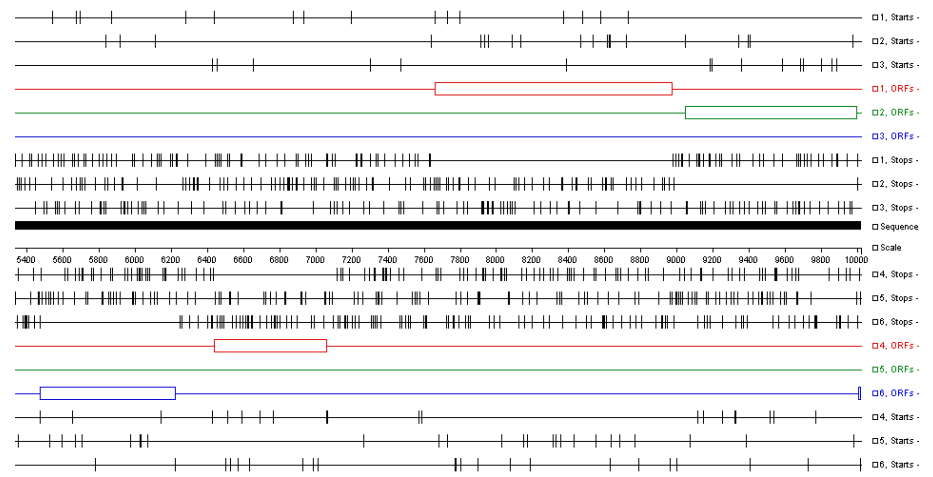 1, Starts -
2, Starts -
3, Starts -
1, ORFs -
2, ORFs -
3, ORFs -
1, Stops -
2, Stops -
3, Stops -
Sequence
Scale
5400 5600 6000 6200 6400 6600 6800 7000 7200 7400 7600 7800 8000 8200 8400 8600 8800 9000 9200 9400 9600 9800 10000
4, Stops -
5, Stops -
6, Stops -
4, ORFs -
5, ORFs -
6, ORFs -
4, Starts -
5, Starts -
6, Starts -